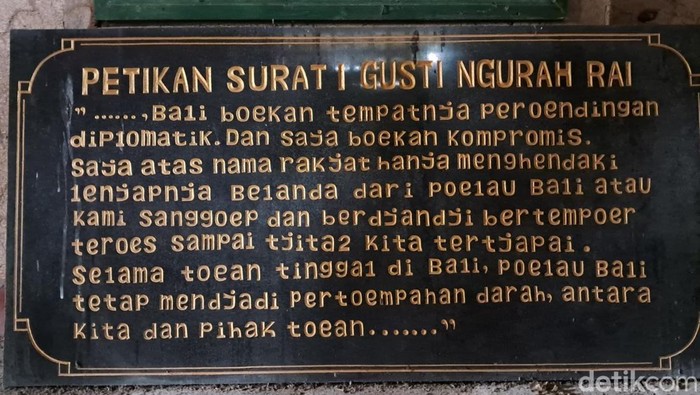 PETIKAN SURAT I GUSTI NGURAH RAI
"......, Bali boekan tempatnja peroendingan
diplomatik. Dan saja boekan kompromis.
Saja atas nama rakjat hanja menghendaki
lenjapnja Belanda dari poelau Bali atau
kami sanggoep dan berdjandji bertempoer
teroes sampai tjita2 kita tertjapai.
Selama toean tinggal di Bali, poelau Bali
tetap mendjadi pertoempahan darah, antara
kita dan pihak toean......."
detikcom